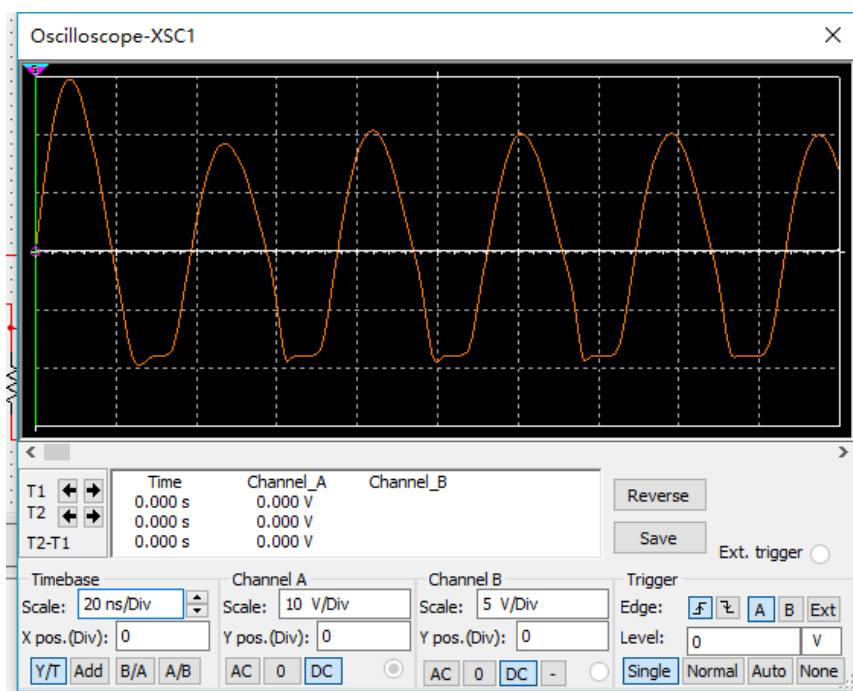 Oscilloscope-XSC1
Time Channel_A Channel_B
T1 0.000 s 0.000 V
T2 0.000 s 0.000 V
T2-T1 0.000 s 0.000 V
Reverse
Save
Ext. trigger
Timebase
Scale: 20 ns/Div
X pos.(Div): 0
Y/T Add B/A A/B
Channel A
Scale: 10 V/Div
Y pos.(Div): 0
AC 0 DC
Channel B
Scale: 5 V/Div
Y pos.(Div): 0
AC 0 DC -
Trigger
Edge: A B Ext
Level: 0 V
Single Normal Auto None